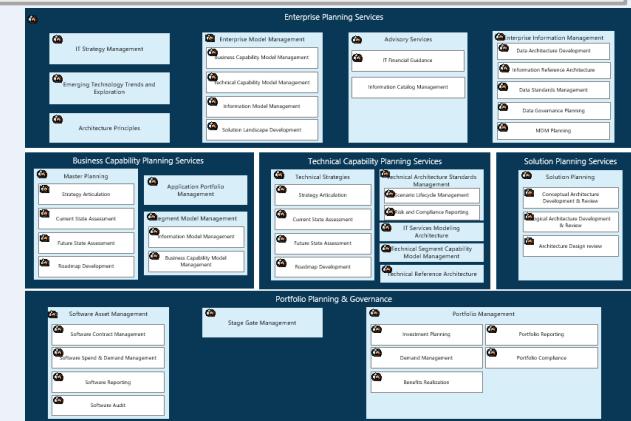 Enterprise Planning Services
IT Strategy Management
Emerging Technology Trends and
Exploration
Architecture Principles
Enterprise Model Management
Business Capability Model Management
Technical Capability Model Management
Information Model Management
Solution Landscape Development
Advisory Services
IT Financial Guidance
Information Catalog Management
Enterprise Information Management
Data Architecture Development
Information Reference Architecture
Data Standards Management
Data Governance Planning
MDM Planning
Business Capability Planning Services
Master Planning
Strategy Articulation
Current State Assessment
Future State Assessment
Roadmap Development
Application Portfolio
Management
Segment Model Management
Information Model Management
Business Capability Model
Management
Technical Capability Planning Services
Technical Strategies
Strategy Articulation
Current State Assessment
Future State Assessment
Roadmap Development
Technical Architecture Standards
Management
Scenario Lifecycle Management
Risk and Compliance Reporting
IT Services Modeling
Architecture
Technical Segment Capability
Model Management
Technical Reference Architecture
Solution Planning Services
Solution Planning
Conceptual Architecture
Development & Review
Logical Architecture Development
& Review
Architecture Design review
Portfolio Planning & Governance
Software Asset Management
Software Contract Management
Software Spend & Demand Management
Software Reporting
Software Audit
Stage Gate Management
Portfolio Management
Investment Planning
Demand Management
Benefits Realization
Portfolio Reporting
Portfolio Compliance